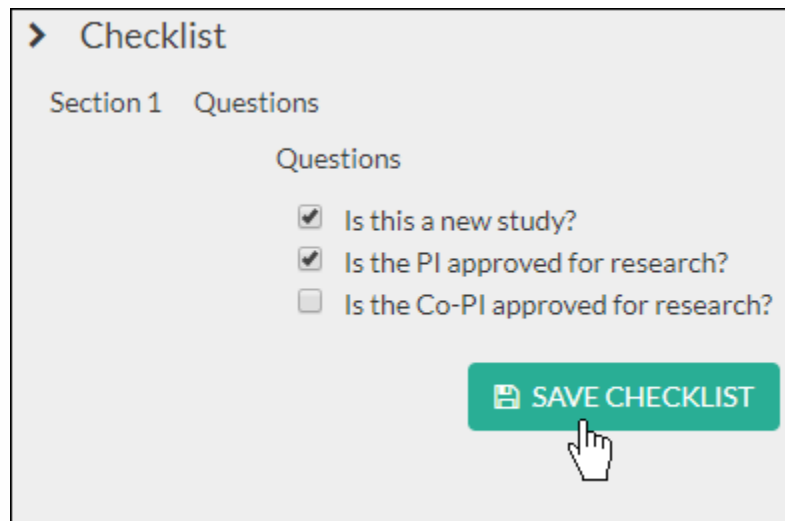 Checklist
Section 1 Questions
Questions
Is this a new study?
Is the PI approved for research?
Is the Co-PI approved for research?
SAVE CHECKLIST